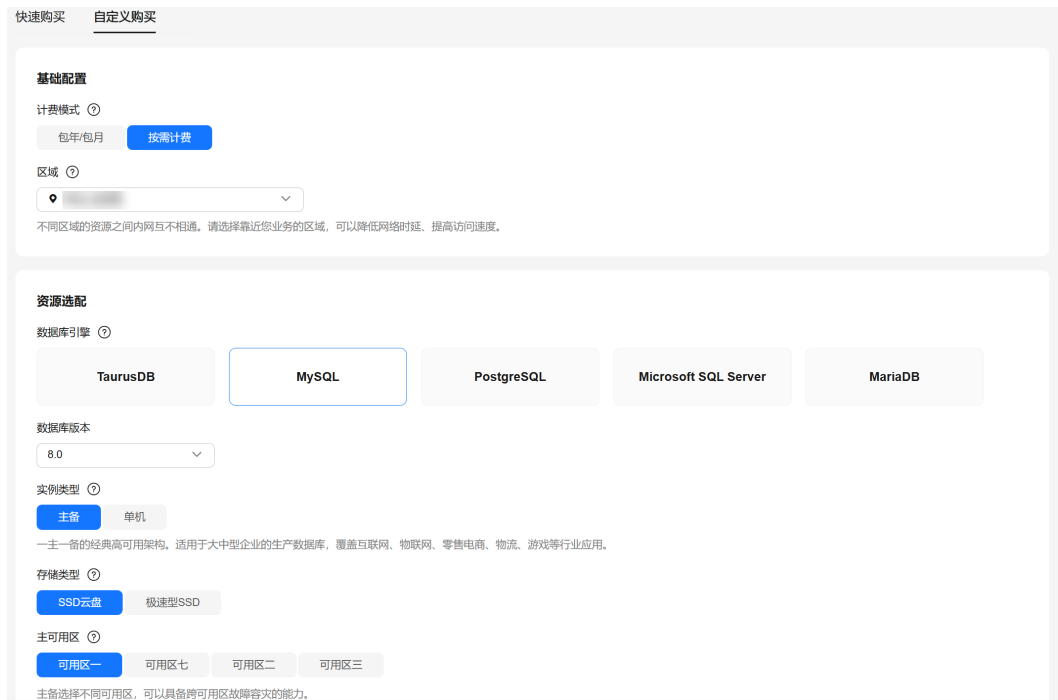 快速购买 自定义购买
基础配置
计费模式 ?
包年/包月 按需计费
区域 ?
不同区域的资源之间内网互不相通。请选择靠近您业务的区域，可以降低网络时延、提高访问速度。
资源选配
数据库引擎 ?
TaurusDB MySQL PostgreSQL Microsoft SQL Server MariaDB
数据库版本
8.0
实例类型 ?
主备 单机
一主一备的经典高可用架构。适用于大中型企业的生产数据库，覆盖互联网、物联网、零售电商、物流、游戏等行业应用。
存储类型 ?
SSD云盘 极速型SSD
主可用区 ?
可用区一 可用区七 可用区二 可用区三
主备选择不同可用区，可以具备跨可用区故障容灾的能力。